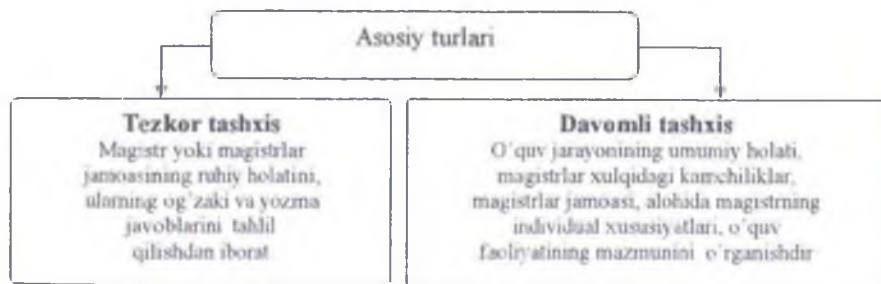 Asosiy turlari
Tezkor tashxis
Magistr yoki magistrlar
jamoasining ruhiy holatini,
ularning og`zaki va yozma
javoblarini tahlil
qilishdan iborat
Davomli tashxis
O`quv jarayonining umumiy holati,
magistrlar xulqidagi kamchiliklar,
magistrlar jamoasi, alohida magistrning
individual xususiyatlari, o`quv
faoliyatining mazmunini o`rganishdir